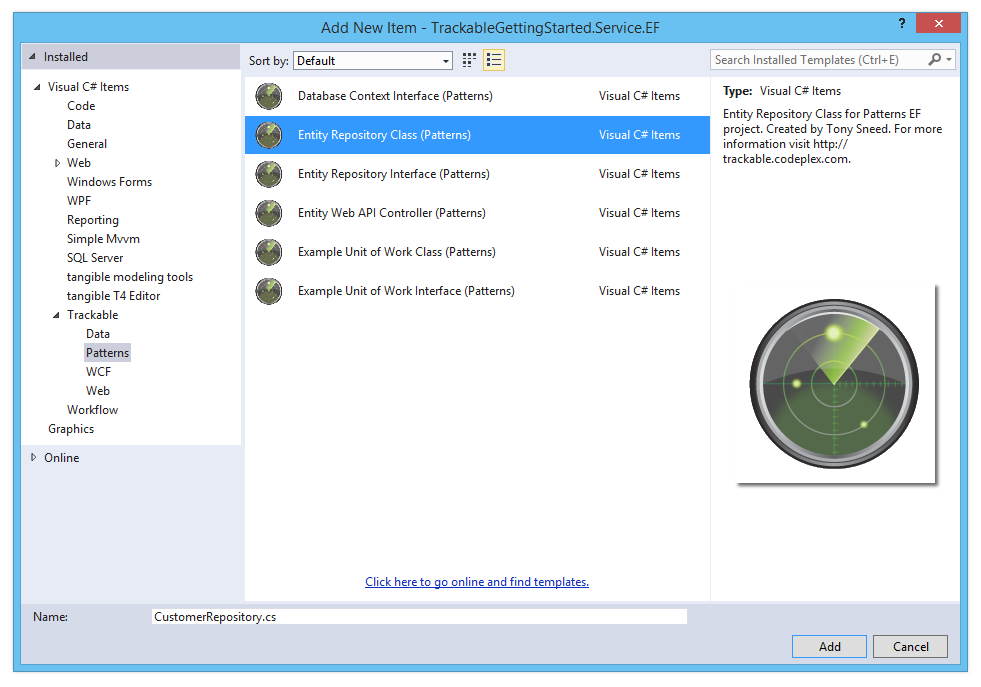 Add New Item - TrackableGettingStarted.Service.EF
?
Installed
Sort by: Default
Search Installed Templates (Ctrl+E)
Visual C# Items
Code
Data
General
Web
Windows Forms
WPF
Reporting
Simple Mvvm
SQL Server
tangible modeling tools
tangible T4 Editor
Trackable
Data
Patterns
WCF
Web
Workflow
Graphics
Online
Database Context Interface (Patterns) Visual C# Items
Entity Repository Class (Patterns) Visual C# Items
Entity Repository Interface (Patterns) Visual C# Items
Entity Web API Controller (Patterns) Visual C# Items
Example Unit of Work Class (Patterns) Visual C# Items
Example Unit of Work Interface (Patterns) Visual C# Items
Click here to go online and find templates.
Type: Visual C# Items
Entity Repository Class for Patterns EF
project. Created by Tony Sneed. For more
information visit http://
trackable.codeplex.com.
Name: CustomerRepository.cs
Add Cancel